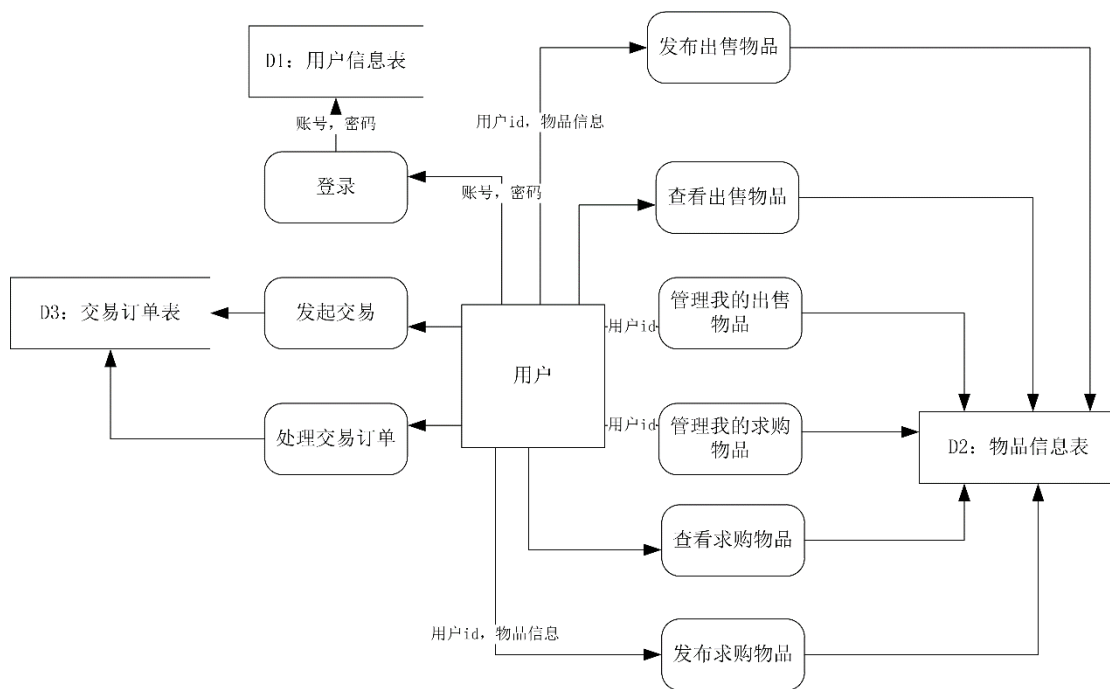 发布出售物品
D1: 用户信息表
账号，密码
用户id，物品信息
登录
账号，密码
查看出售物品
D3: 交易订单表
发起交易
管理我的出售
物品
用户id
用户
处理交易订单
用户id
管理我的求购
物品
D2: 物品信息表
查看求购物品
用户id，物品信息
发布求购物品